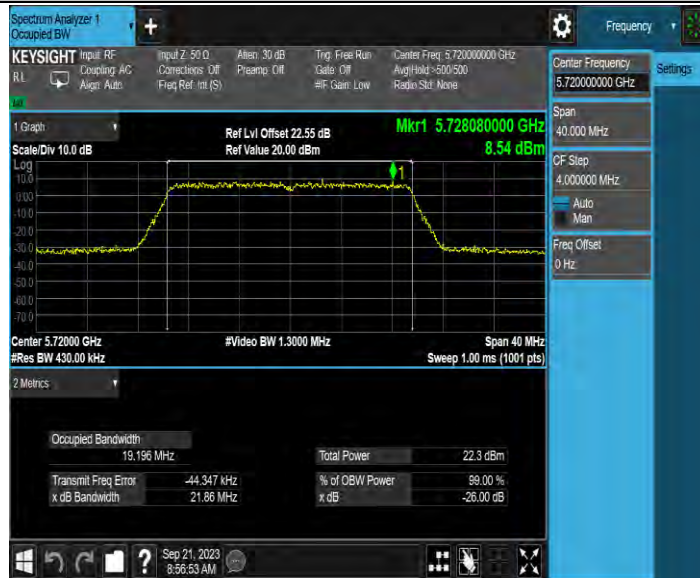 Spectrum Analyzer 1
Occupied BW
+
Frequency
KEYSIGHT Input: RF
Coupling: AC
Align: Auto
RL
Input Z: 50 Ω
Corrections: Off
Freq Ref: Int (S)
Atten: 30 dB
Preamp: Off
Trig: Free Run
Gate: Off
#IF Gain: Low
Center Freq: 5.720000000 GHz
Avg|Hold:>500/500
Radio Std: None
Center Frequency
5.720000000 GHz
Settings
Span
40.000 MHz
CF Step
4.000000 MHz
Auto
Man
Freq Offset
0 Hz
1 Graph
Scale/Div 10.0 dB
Ref Lvl Offset 22.55 dB
Ref Value 20.00 dBm
Mkr1 5.728080000 GHz
8.54 dBm
Log
10.0
0.00
-10.0
-20.0
-30.0
-40.0
-50.0
-60.0
-70.0
1
Center 5.72000 GHz
#Res BW 430.00 kHz
#Video BW 1.3000 MHz
Span 40 MHz
Sweep 1.00 ms (1001 pts)
2 Metrics
Occupied Bandwidth
19.196 MHz
Total Power 22.3 dBm
Transmit Freq Error -44.347 kHz
% of OBW Power 99.00 %
x dB Bandwidth 21.86 MHz
x dB -26.00 dB
?
Sep 21, 2023
8:56:53 AM